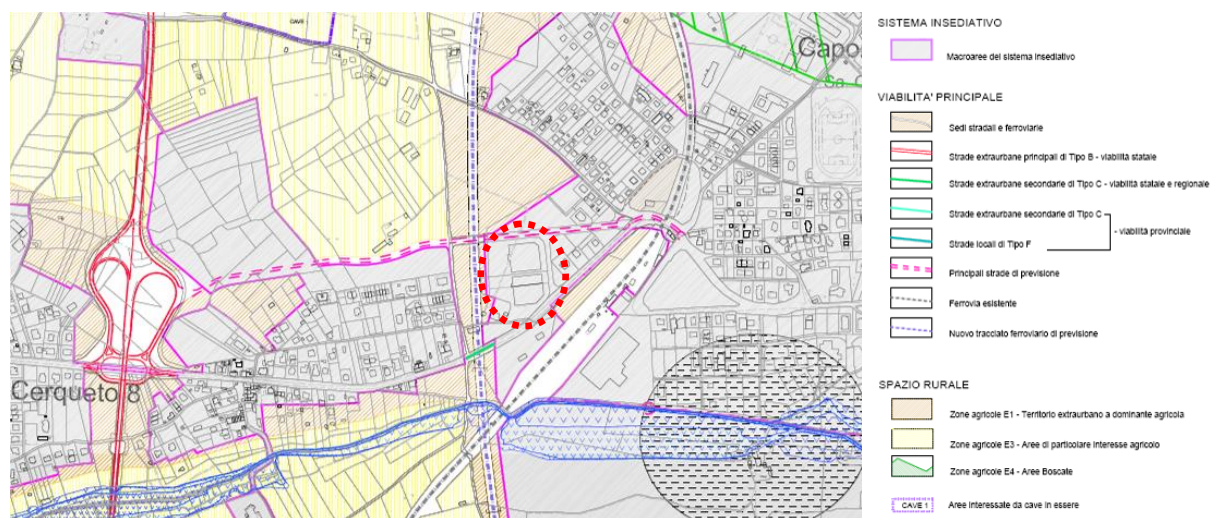 CAVE
Capo
Cerqueto 8
SISTEMA INSEDIATIVO
Macroaree del sistema insediativo
VIABILITA' PRINCIPALE
Sedi stradali e ferroviarie
Strade extraurbane principali di Tipo B - viabilità statale
Strade extraurbane secondarie di Tipo C - viabilità statale e regionale
Strade extraurbane secondarie di Tipo C
- viabilità provinciale
Strade locali di Tipo F
Principali strade di previsione
Ferrovia esistente
Nuovo tracciato ferroviario di previsione
SPAZIO RURALE
Zone agricole E1 - Territorio extraurbano a dominante agricola
Zone agricole E3 - Aree di particolare interesse agricolo
Zone agricole E4 - Aree Boscate
CAVE 1
Aree interessate da cave in essere